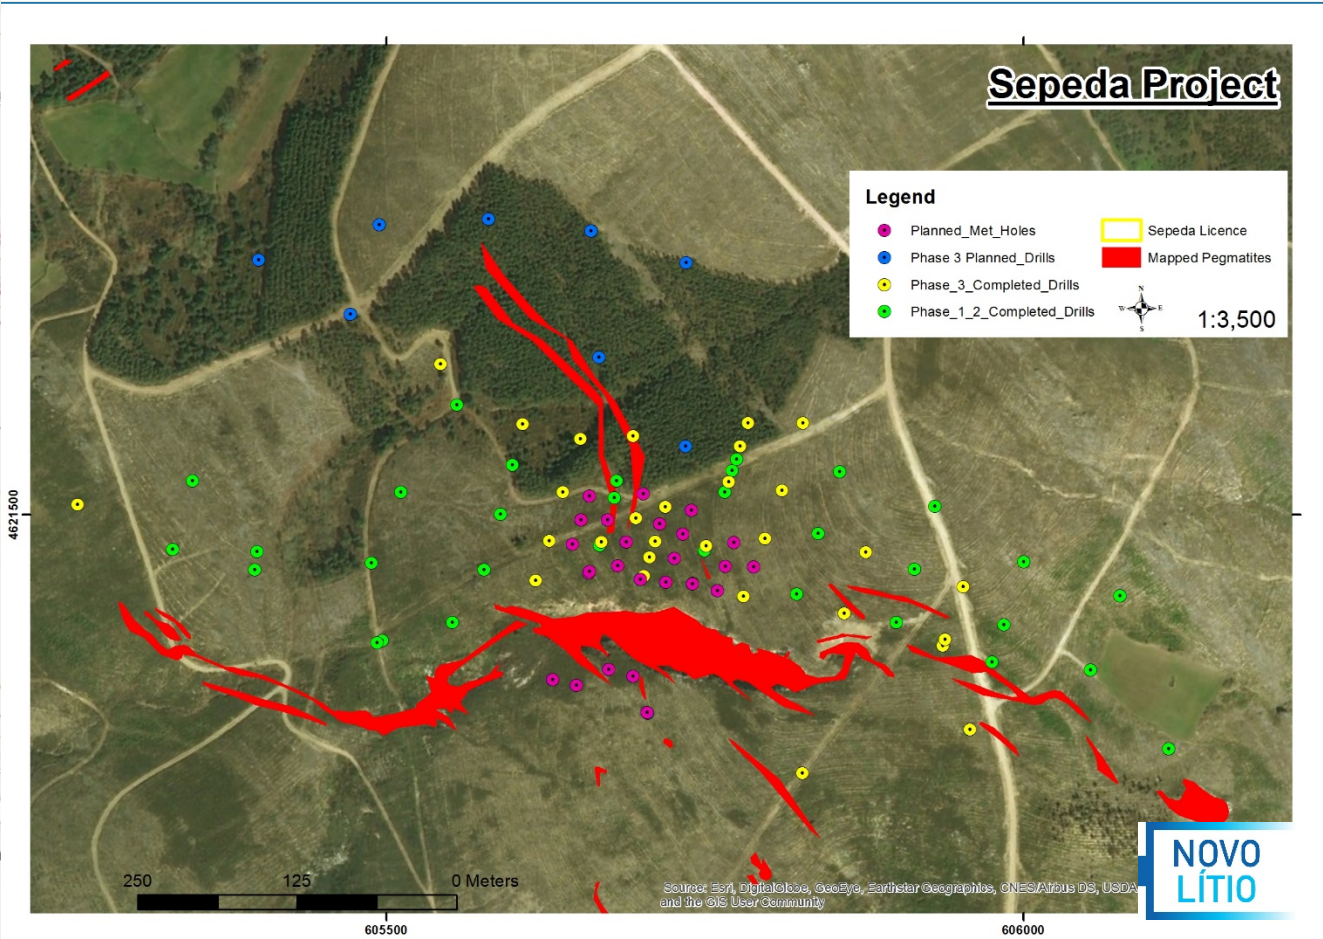 Sepeda Project
Legend
Planned_Met_Holes
Phase 3 Planned_Drills
Phase_3_Completed_Drills
Phase_1_2_Completed_Drills
Sepeda Licence
Mapped Pegmatites
N
W E
S
1:3,500
4621500
250 125 0 Meters
Source: Esri, DigitalGlobe, GeoEye, Earthstar Geographics, CNES/Airbus DS, USDA
and the GIS User Community
NOVO
LÍTIO
605500 606000